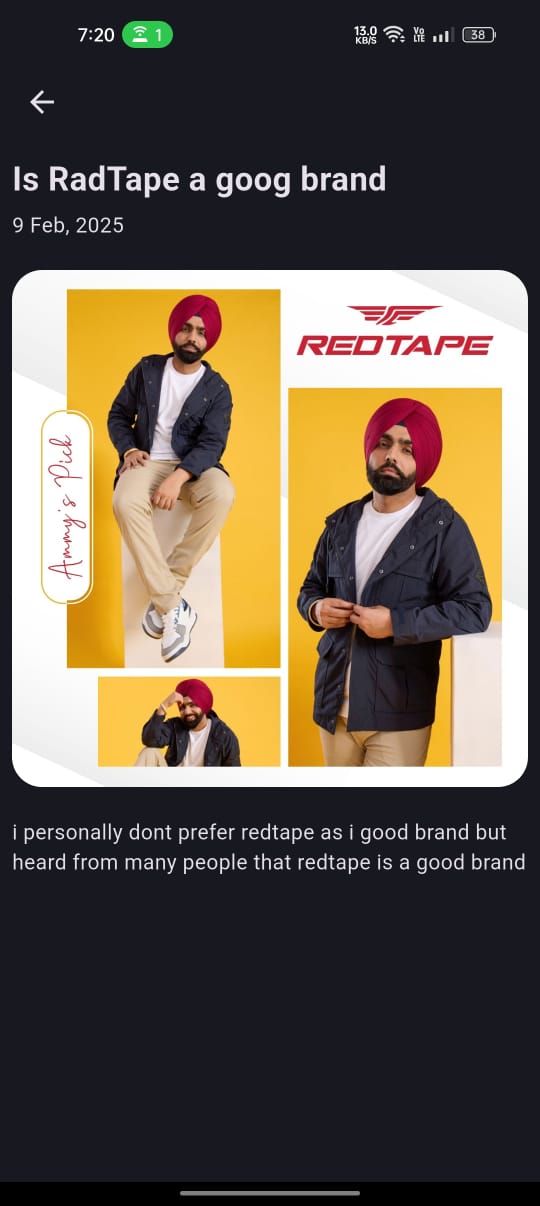 7:20
1
13.0
KB/S
Vo
LTE
38
Is RadTape a goog brand
9 Feb, 2025
REDTAPE
Ammy's Pick
i personally dont prefer redtape as i good brand but
heard from many people that redtape is a good brand